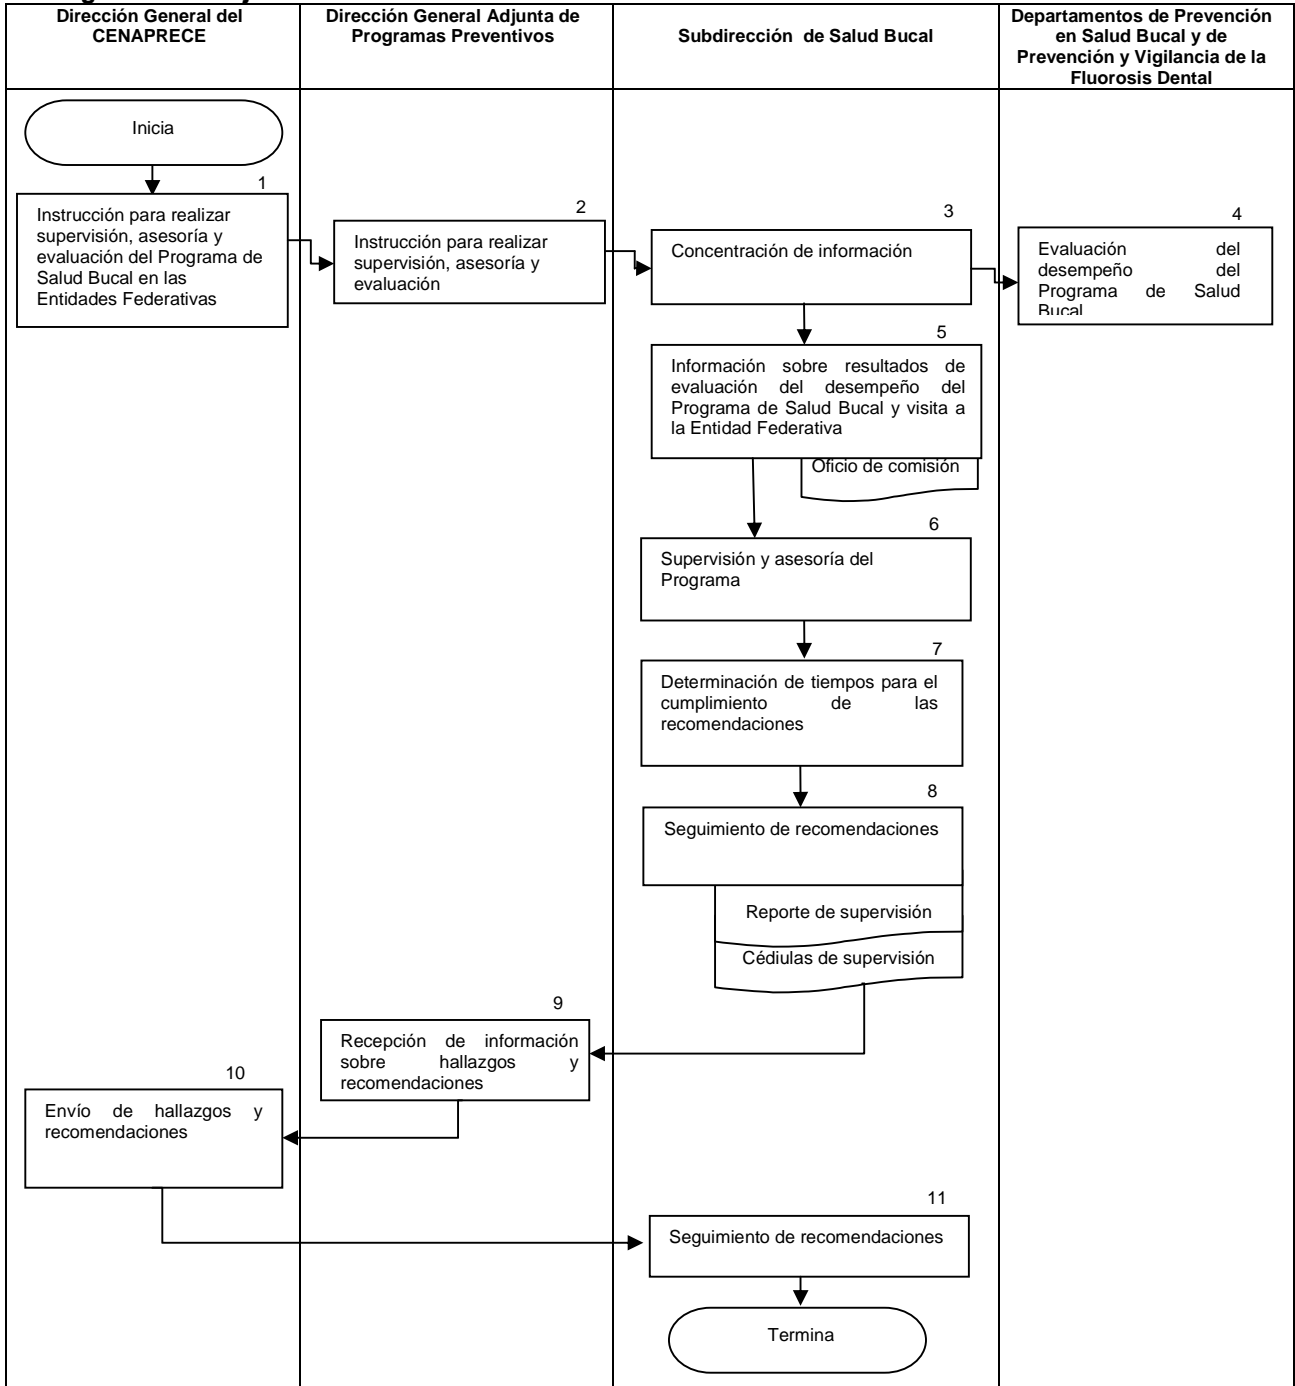 Dirección General del
CENAPRECE
Dirección General Adjunta de
Programas Preventivos
Subdirección de Salud Bucal
Departamentos de Prevención
en Salud Bucal y de
Prevención y Vigilancia de la
Fluorosis Dental
Inicia
1
Instrucción para realizar
supervisión, asesoría y
evaluación del Programa de
Salud Bucal en las
Entidades Federativas
2
Instrucción para realizar
supervisión, asesoría y
evaluación
3
Concentración de información
4
Evaluación del
desempeño del
Programa de Salud
Bucal
5
Información sobre resultados de
evaluación del desempeño del
Programa de Salud Bucal y visita a
la Entidad Federativa
Oficio de comisión
6
Supervisión y asesoría del
Programa
7
Determinación de tiempos para el
cumplimiento de las
recomendaciones
8
Seguimiento de recomendaciones
Reporte de supervisión
Cédiulas de supervisión
9
Recepción de información
sobre hallazgos y
recomendaciones
10
Envío de hallazgos y
recomendaciones
11
Seguimiento de recomendaciones
Termina